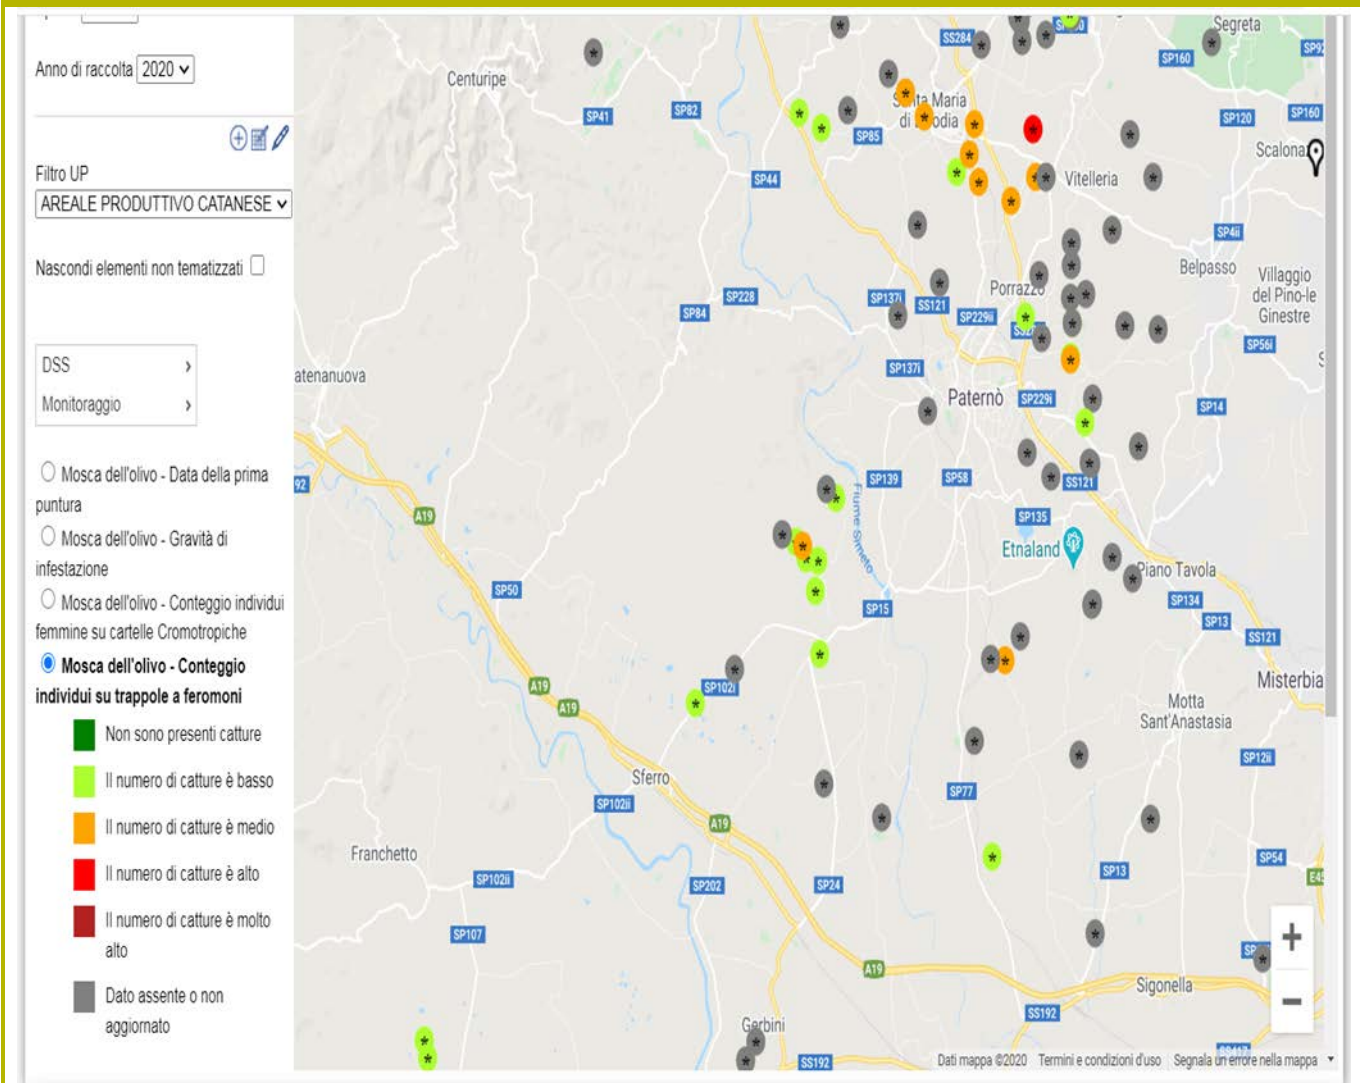 Anno di raccolta 2020
Filtro UP
AREALE PRODUTTIVO CATANESE
Nascondi elementi non tematizzati
DSS
Monitoraggio
Mosca dell'olivo - Data della prima
puntura
Mosca dell'olivo - Gravità di
infestazione
Mosca dell'olivo - Conteggio individui
femmine su cartelle Cromotropiche
Mosca dell'olivo - Conteggio
individui su trappole a feromoni
Non sono presenti catture
Il numero di catture è basso
Il numero di catture è medio
Il numero di catture è alto
Il numero di catture è molto
alto
Dato assente o non
aggiornato
Segreta
SS284
SP160
SP92
Centuripe
SP41
SP82
Santa Maria
di Licodia
SP85
SP120
SP160
Scalona
SP44
Vitelleria
SP4ii
Belpasso
Villaggio
del Pino-le
Ginestre
SP228
SP84
SP137i
SS121
Porrazzo
SP229ii
SP56i
atenanuova
SP137i
Paternò
SP229i
SP14
92
A19
SP139
SP58
SS121
Fiume Simeto
SP135
Etnaland
Piano Tavola
SP50
SP15
SP134
SP13
SS121
A19
SP102i
A19
Misterbia
Motta
Sant'Anastasia
Sferro
SP12ii
SP102ii
SP77
A19
Franchetto
SP102ii
SP202
SP24
SP13
SP54
E45
SP107
A19
Sigonella
SS192
Gerbini
SS192
SS417
Dati mappa ©2020 Termini e condizioni d'uso Segnala un errore nella mappa